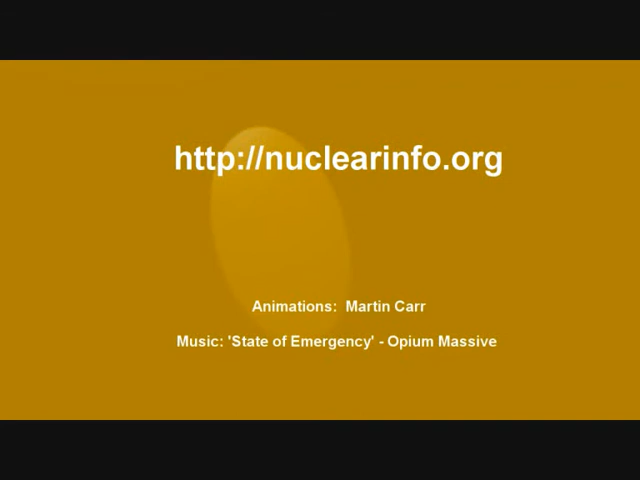 http://nuclearinfo.org
Animations:  Martin Carr
Music: 'State of Emergency' - Opium Massive